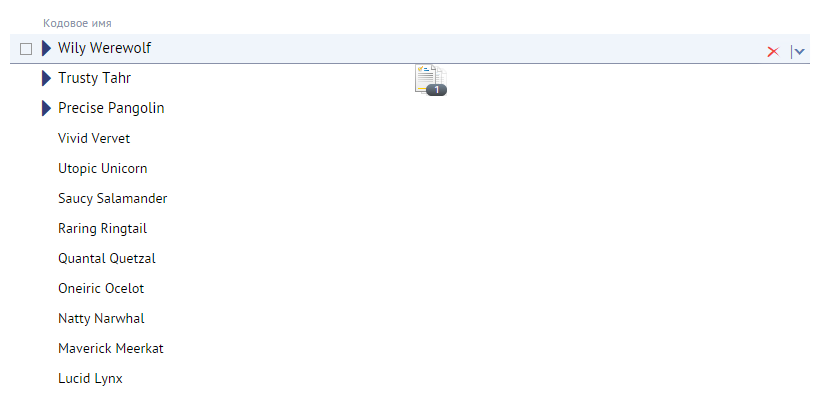 Кодовое имя
Wily Werewolf
Trusty Tahr
1
Precise Pangolin
Vivid Vervet
Utopic Unicorn
Saucy Salamander
Raring Ringtail
Quantal Quetzal
Oneiric Ocelot
Natty Narwhal
Maverick Meerkat
Lucid Lynx